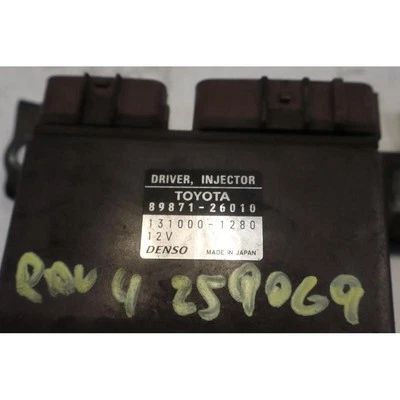 DRIVER, INJECTOR
TOYOTA
89871-26010
131000-1280
12V
DENSO MADE IN JAPAN
RAV 4 259069